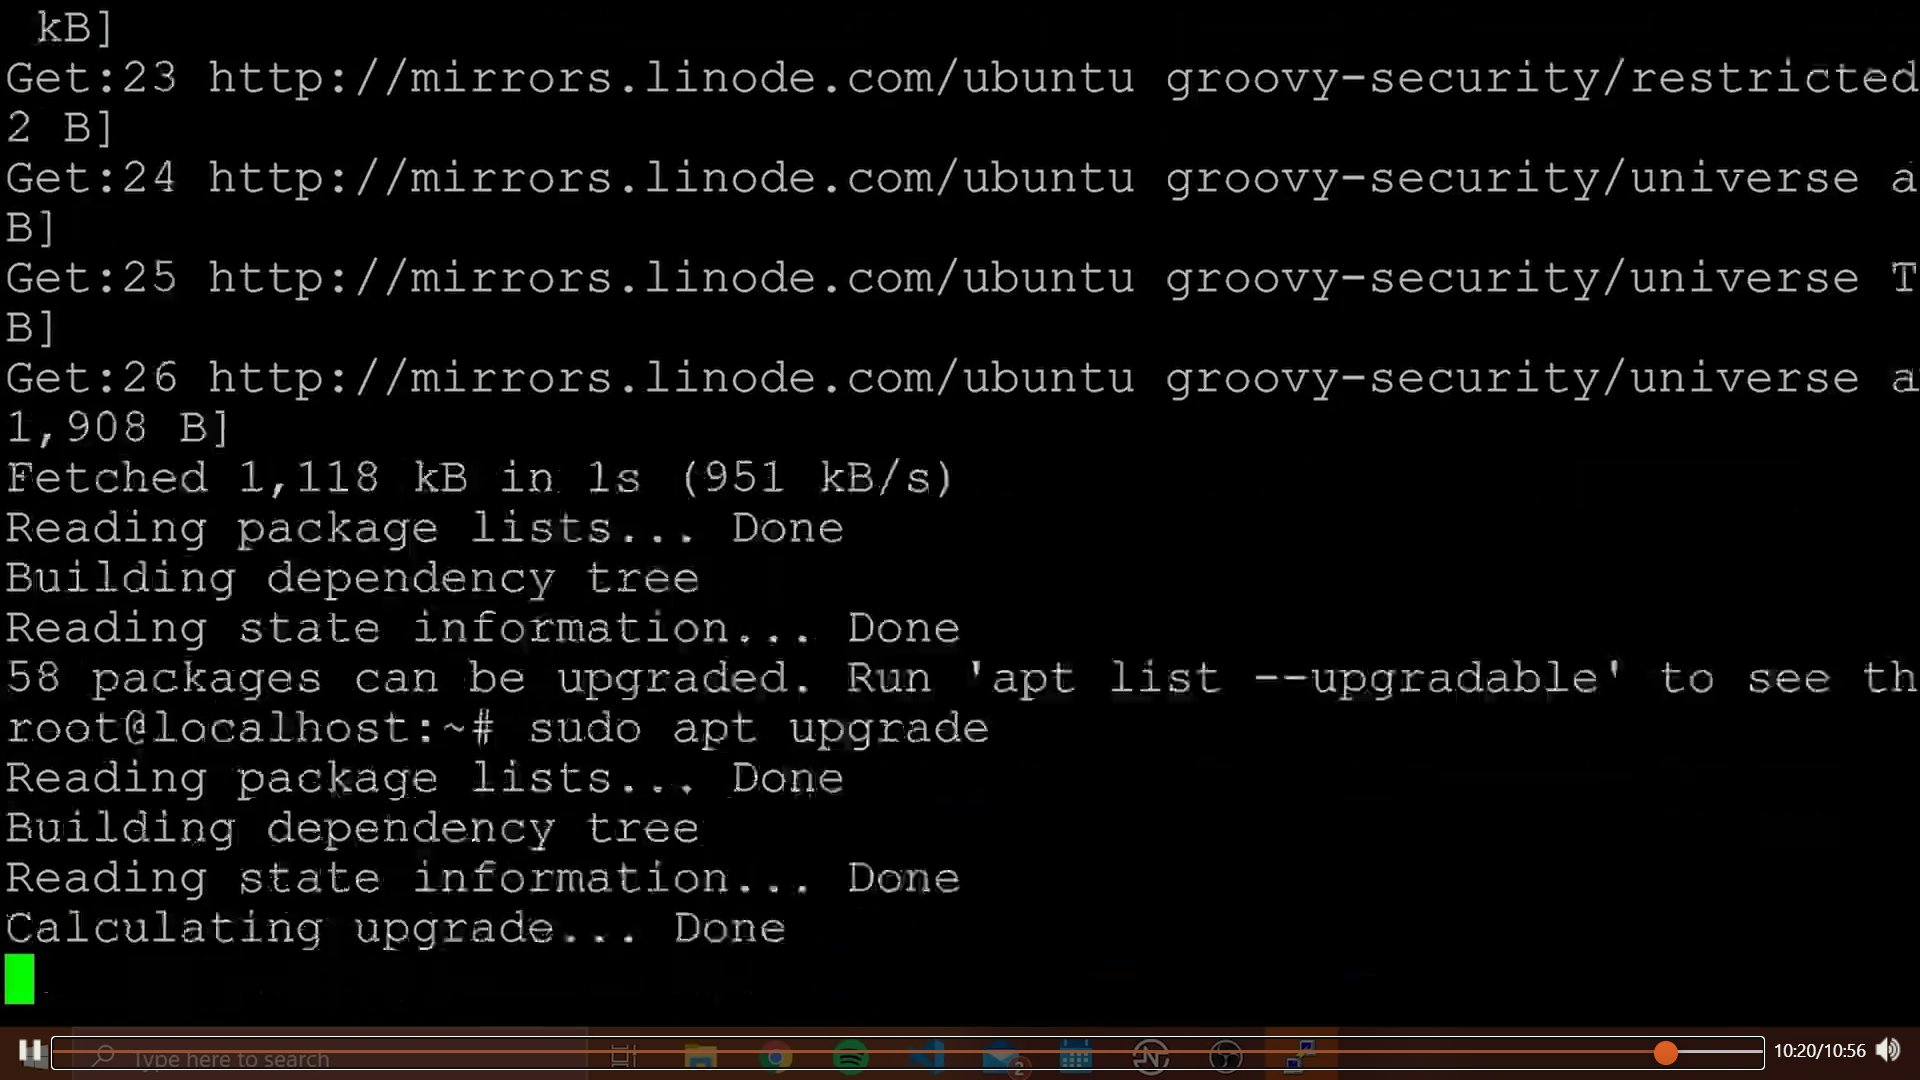 kB]
Get:23 http://mirrors.linode.com/ubuntu groovy-security/restricted
2 B]
Get:24 http://mirrors.linode.com/ubuntu groovy-security/universe a
B]
Get:25 http://mirrors.linode.com/ubuntu groovy-security/universe T
B]
Get:26 http://mirrors.linode.com/ubuntu groovy-security/universe a
1,908 B]
Fetched 1,118 kB in 1s (951 kB/s)
Reading package lists... Done
Building dependency tree
Reading state information... Done
58 packages can be upgraded. Run 'apt list --upgradable' to see th
root@localhost:~# sudo apt upgrade
Reading package lists... Done
Building dependency tree
Reading state information... Done
Calculating upgrade... Done
Type here to search
2
10:20/10:56